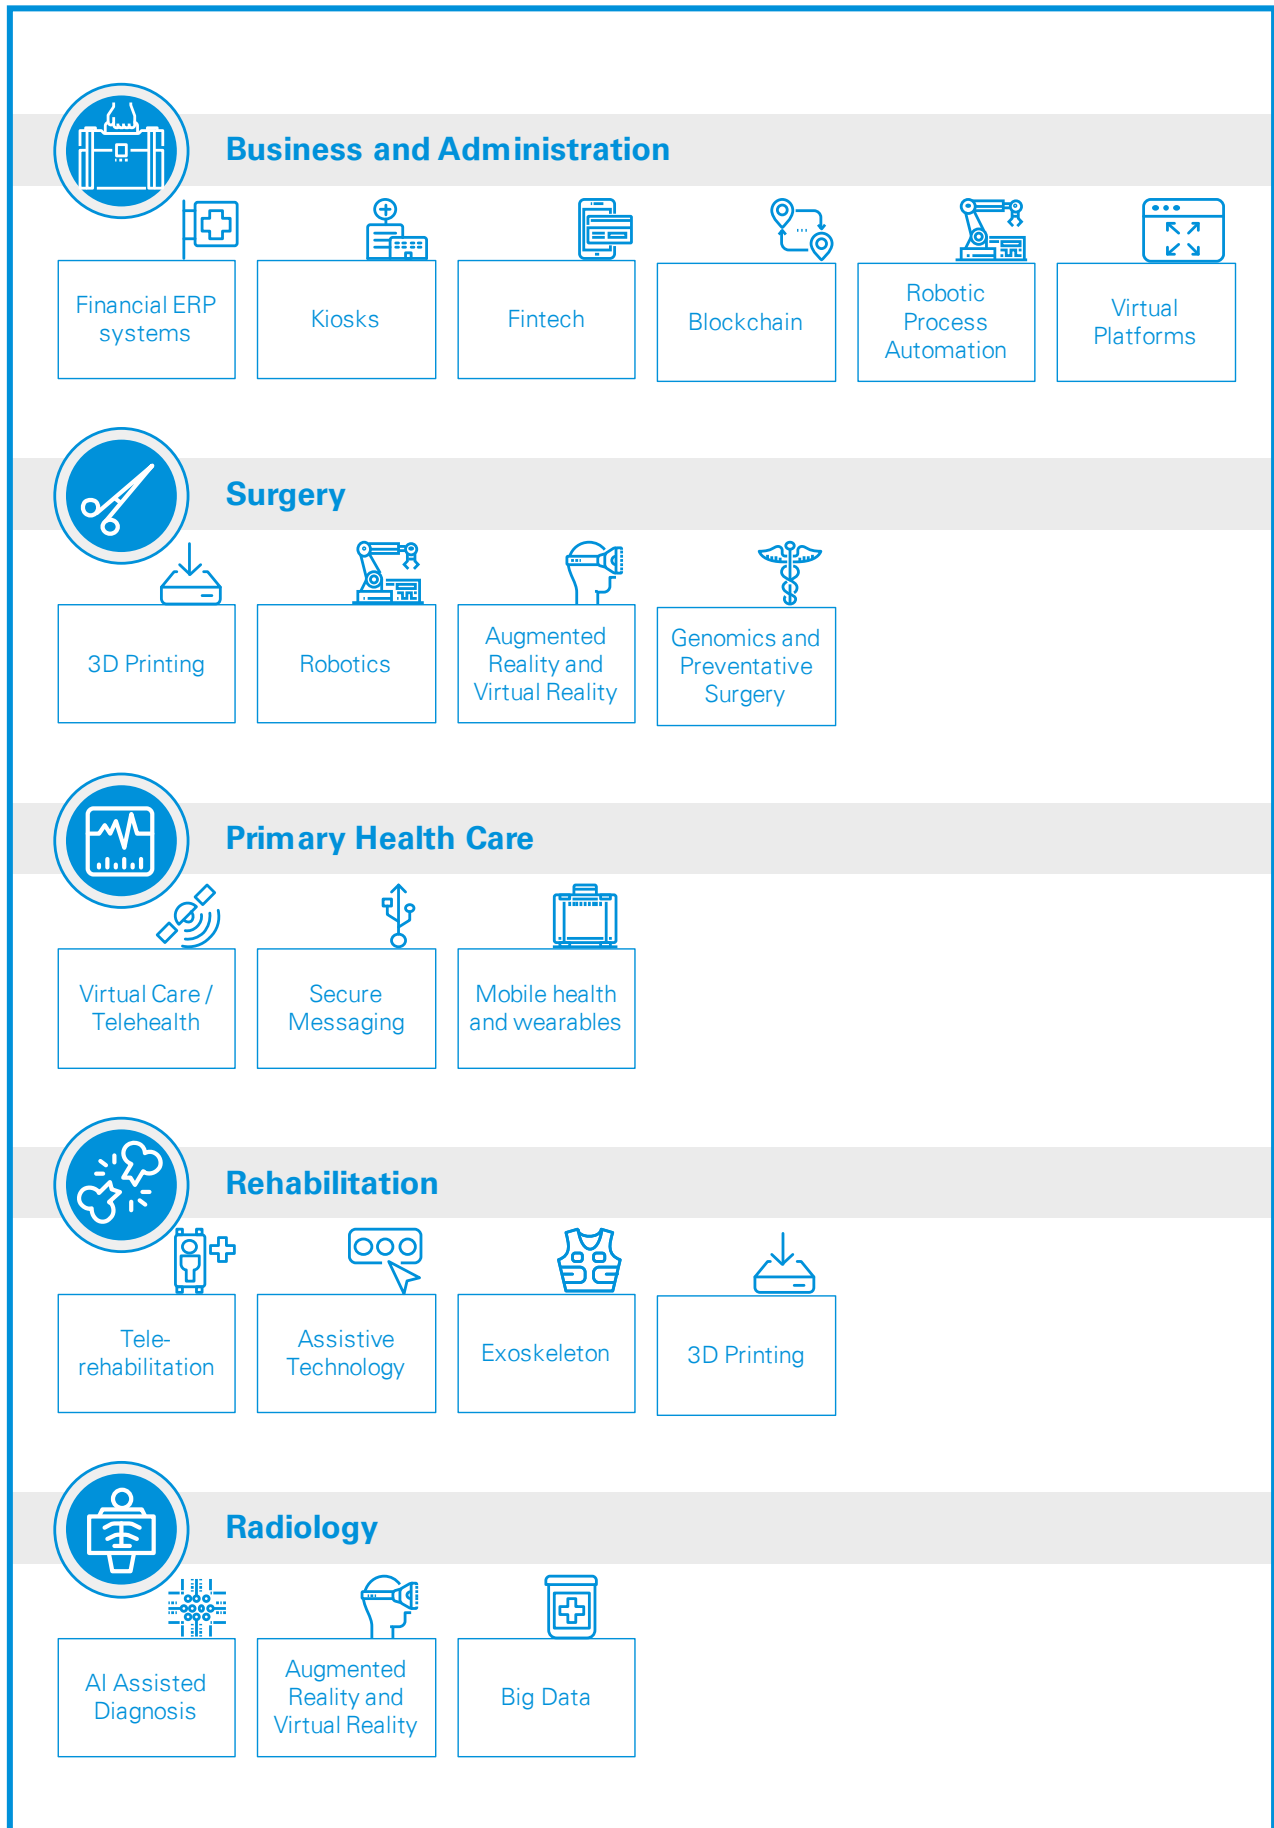 Business and Administration
Financial ERP
systems
Kiosks
Fintech
Blockchain
Robotic
Process
Automation
Virtual
Platforms
Surgery
3D Printing
Robotics
Augmented
Reality and
Virtual Reality
Genomics and
Preventative
Surgery
Primary Health Care
Virtual Care /
Telehealth
Secure
Messaging
Mobile health
and wearables
Rehabilitation
Tele-
rehabilitation
Assistive
Technology
Exoskeleton
3D Printing
Radiology
AI Assisted
Diagnosis
Augmented
Reality and
Virtual Reality
Big Data